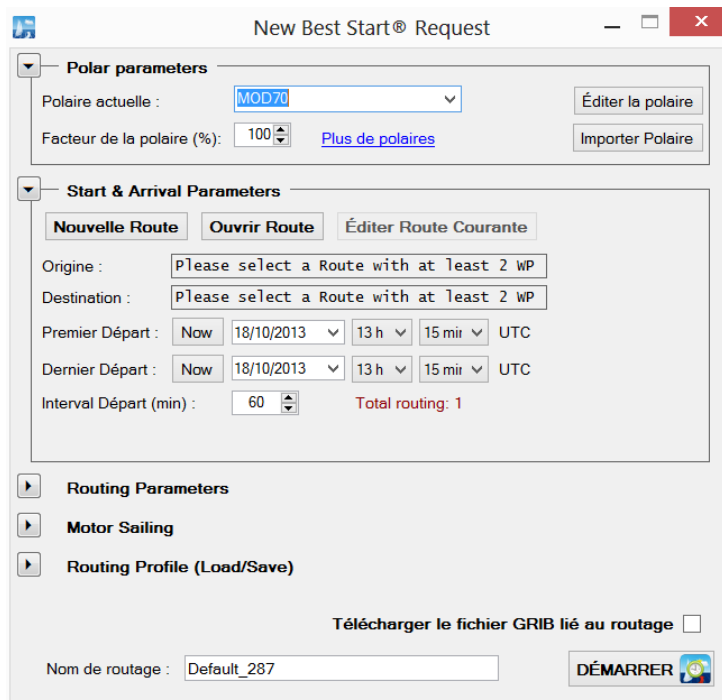 New Best Start® Request
Polar parameters
Polaire actuelle : MOD70 Éditer la polaire
Facteur de la polaire (%): 100 Plus de polaires Importer Polaire
Start & Arrival Parameters
Nouvelle Route Ouvrir Route Éditer Route Courante
Origine : Please select a Route with at least 2 WP
Destination : Please select a Route with at least 2 WP
Premier Départ : Now 18/10/2013 13 h 15 min UTC
Dernier Départ : Now 18/10/2013 13 h 15 min UTC
Interval Départ (min) : 60 Total routing: 1
Routing Parameters
Motor Sailing
Routing Profile (Load/Save)
Télécharger le fichier GRIB lié au routage
Nom de routage : Default_287 DÉMARRER